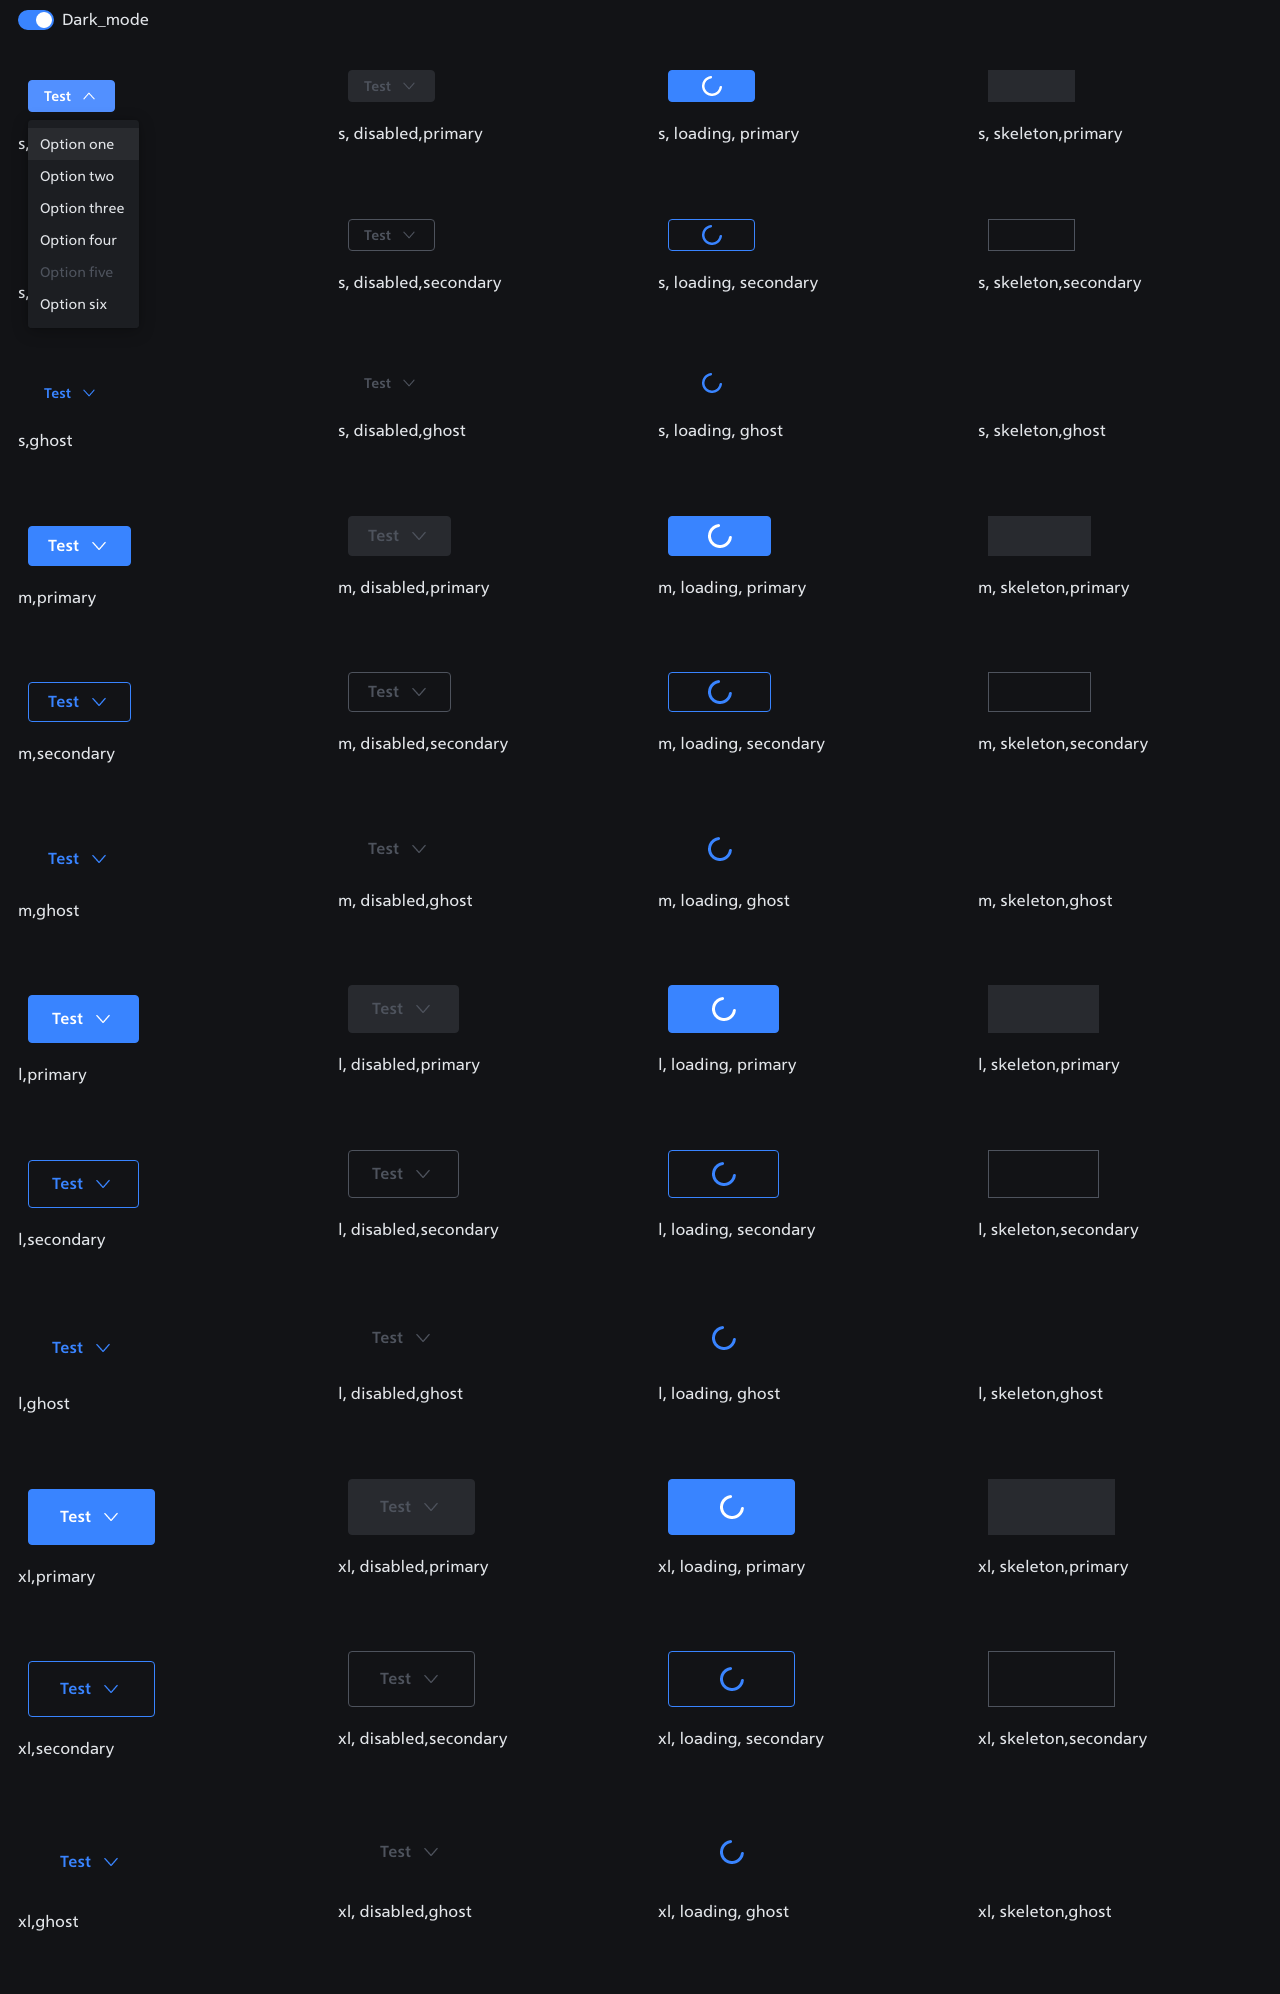 Dark_mode
Test
Test
s,
s, disabled,primary
s, loading, primary
s, skeleton,primary
Option one
Option two
Option three
Option four
Option five
Option six
Test
s,
s, disabled,secondary
s, loading, secondary
s, skeleton,secondary
Test
Test
s,ghost
s, disabled,ghost
s, loading, ghost
s, skeleton,ghost
Test
Test
m,primary
m, disabled,primary
m, loading, primary
m, skeleton,primary
Test
Test
m,secondary
m, disabled,secondary
m, loading, secondary
m, skeleton,secondary
Test
Test
m,ghost
m, disabled,ghost
m, loading, ghost
m, skeleton,ghost
Test
Test
l,primary
l, disabled,primary
l, loading, primary
l, skeleton,primary
Test
Test
l,secondary
l, disabled,secondary
l, loading, secondary
l, skeleton,secondary
Test
Test
l,ghost
l, disabled,ghost
l, loading, ghost
l, skeleton,ghost
Test
Test
xl,primary
xl, disabled,primary
xl, loading, primary
xl, skeleton,primary
Test
Test
xl,secondary
xl, disabled,secondary
xl, loading, secondary
xl, skeleton,secondary
Test
Test
xl,ghost
xl, disabled,ghost
xl, loading, ghost
xl, skeleton,ghost